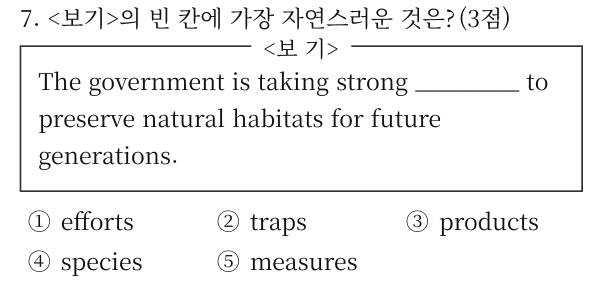 7. <보기>의 빈 칸에 가장 자연스러운 것은?(3점)
<보 기>
The government is taking strong ________ to
preserve natural habitats for future
generations.
① efforts ② traps ③ products
④ species ⑤ measures